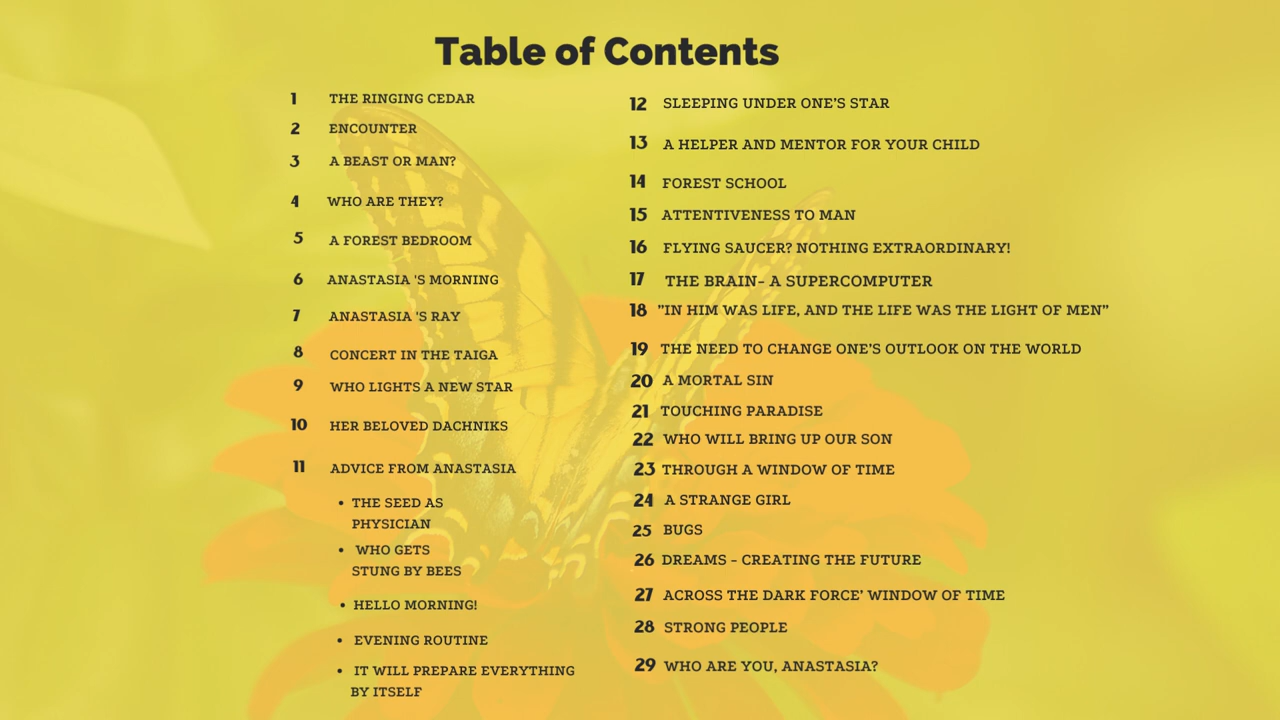 Table of Contents
1 THE RINGING CEDAR
2 ENCOUNTER
3 A BEAST OR MAN?
4 WHO ARE THEY?
5 A FOREST BEDROOM
6 ANASTASIA 'S MORNING
7 ANASTASIA 'S RAY
8 CONCERT IN THE TAIGA
9 WHO LIGHTS A NEW STAR
10 HER BELOVED DACHNIKS
11 ADVICE FROM ANASTASIA
• THE SEED AS
PHYSICIAN
• WHO GETS
STUNG BY BEES
• HELLO MORNING!
• EVENING ROUTINE
• IT WILL PREPARE EVERYTHING
BY ITSELF
12 SLEEPING UNDER ONE'S STAR
13 A HELPER AND MENTOR FOR YOUR CHILD
14 FOREST SCHOOL
15 ATTENTIVENESS TO MAN
16 FLYING SAUCER? NOTHING EXTRAORDINARY!
17 THE BRAIN- A SUPERCOMPUTER
18 ”IN HIM WAS LIFE, AND THE LIFE WAS THE LIGHT OF MEN”
19 THE NEED TO CHANGE ONE'S OUTLOOK ON THE WORLD
20 A MORTAL SIN
21 TOUCHING PARADISE
22 WHO WILL BRING UP OUR SON
23 THROUGH A WINDOW OF TIME
24 A STRANGE GIRL
25 BUGS
26 DREAMS - CREATING THE FUTURE
27 ACROSS THE DARK FORCE' WINDOW OF TIME
28 STRONG PEOPLE
29 WHO ARE YOU, ANASTASIA?